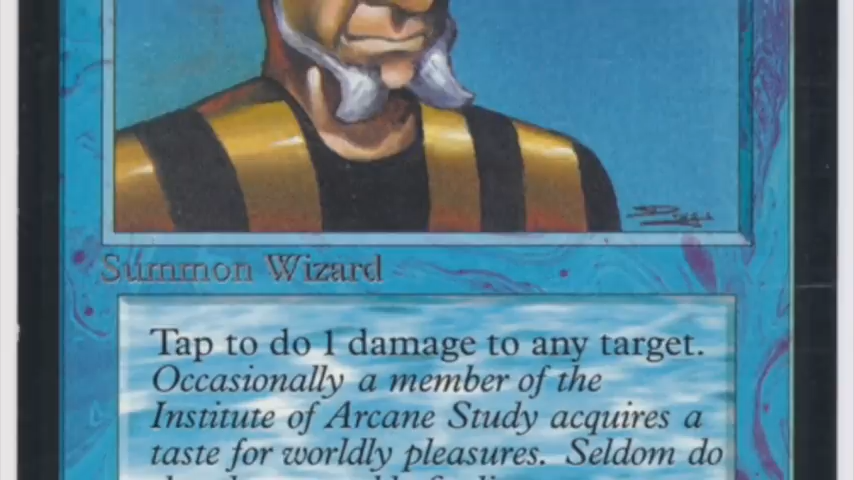 Summon Wizard
Tap to do 1 damage to any target.
Occasionally a member of the
Institute of Arcane Study acquires a
taste for worldly pleasures. Seldom do